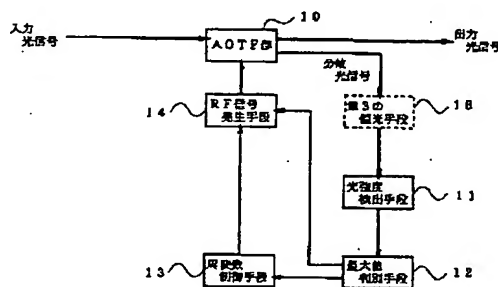 10
入力
光信号
AOTF部
出力
光信号
分岐
光信号
14
RF信号
発生手段
第3の
偏光手段
16
光強度
検出手段
11
13
周波数
制御手段
最大値
判別手段
12